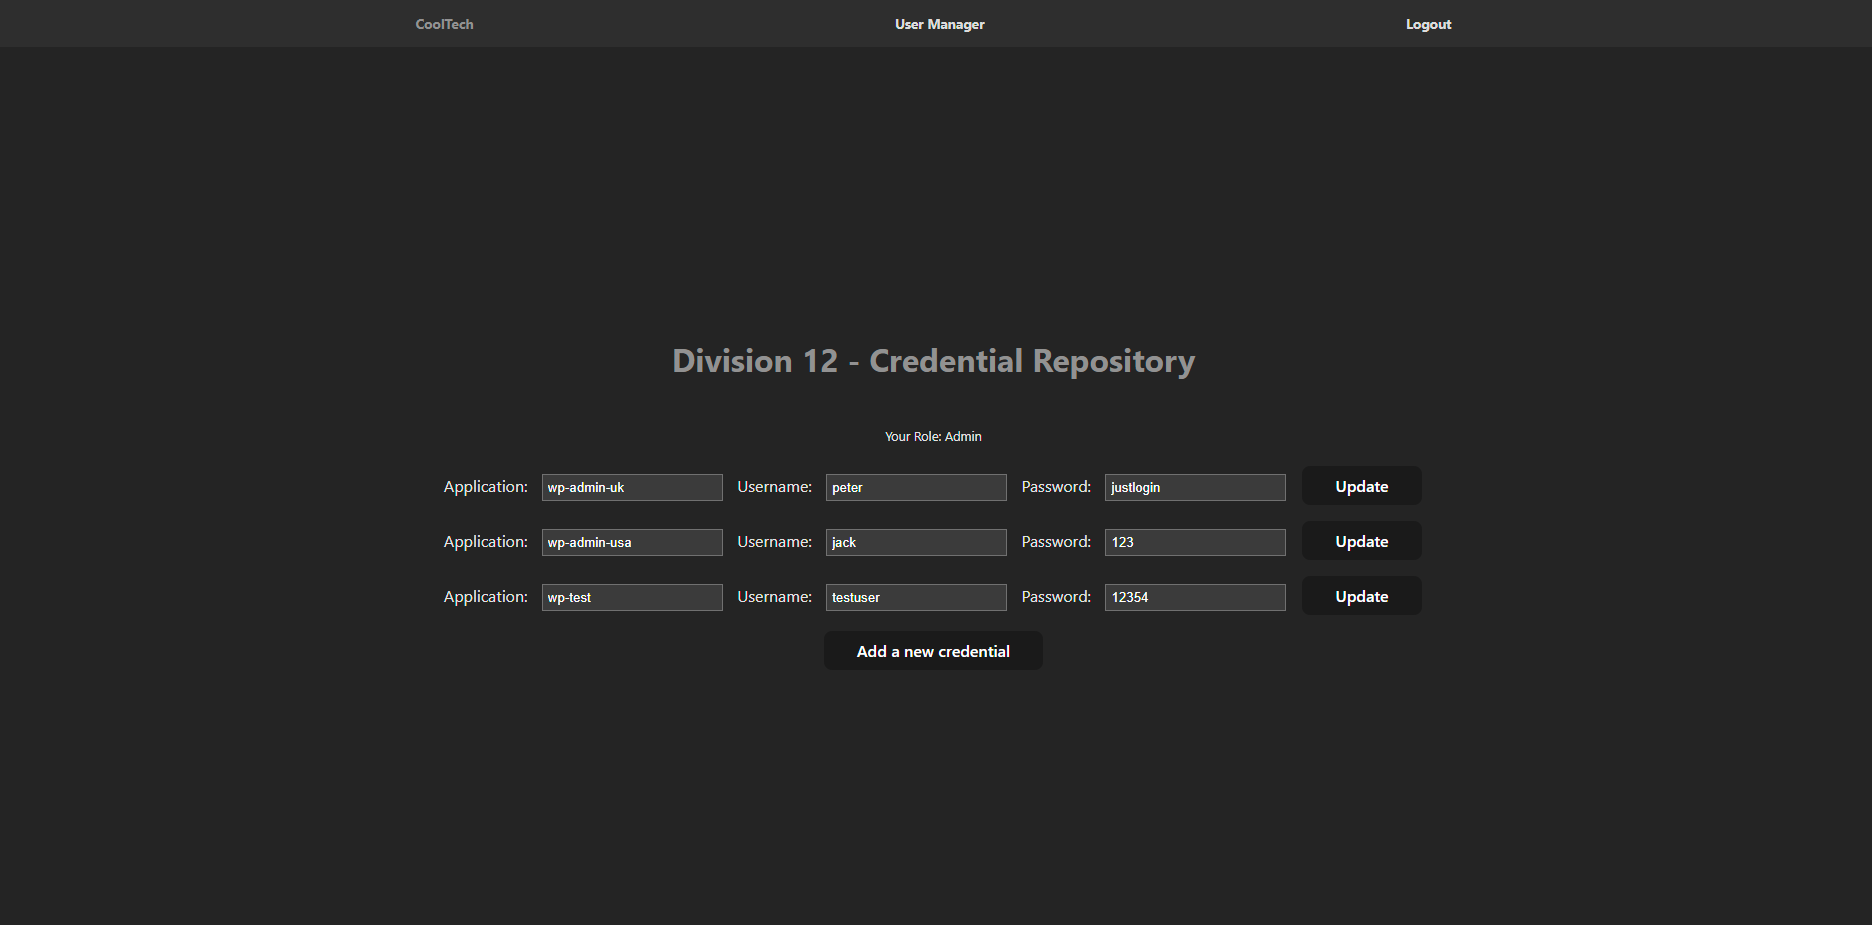 CoolTech User Manager Logout
Division 12 - Credential Repository
Your Role: Admin
Application: wp-admin-uk Username: peter Password: justlogin Update
Application: wp-admin-usa Username: jack Password: 123 Update
Application: wp-test Username: testuser Password: 12354 Update
Add a new credential